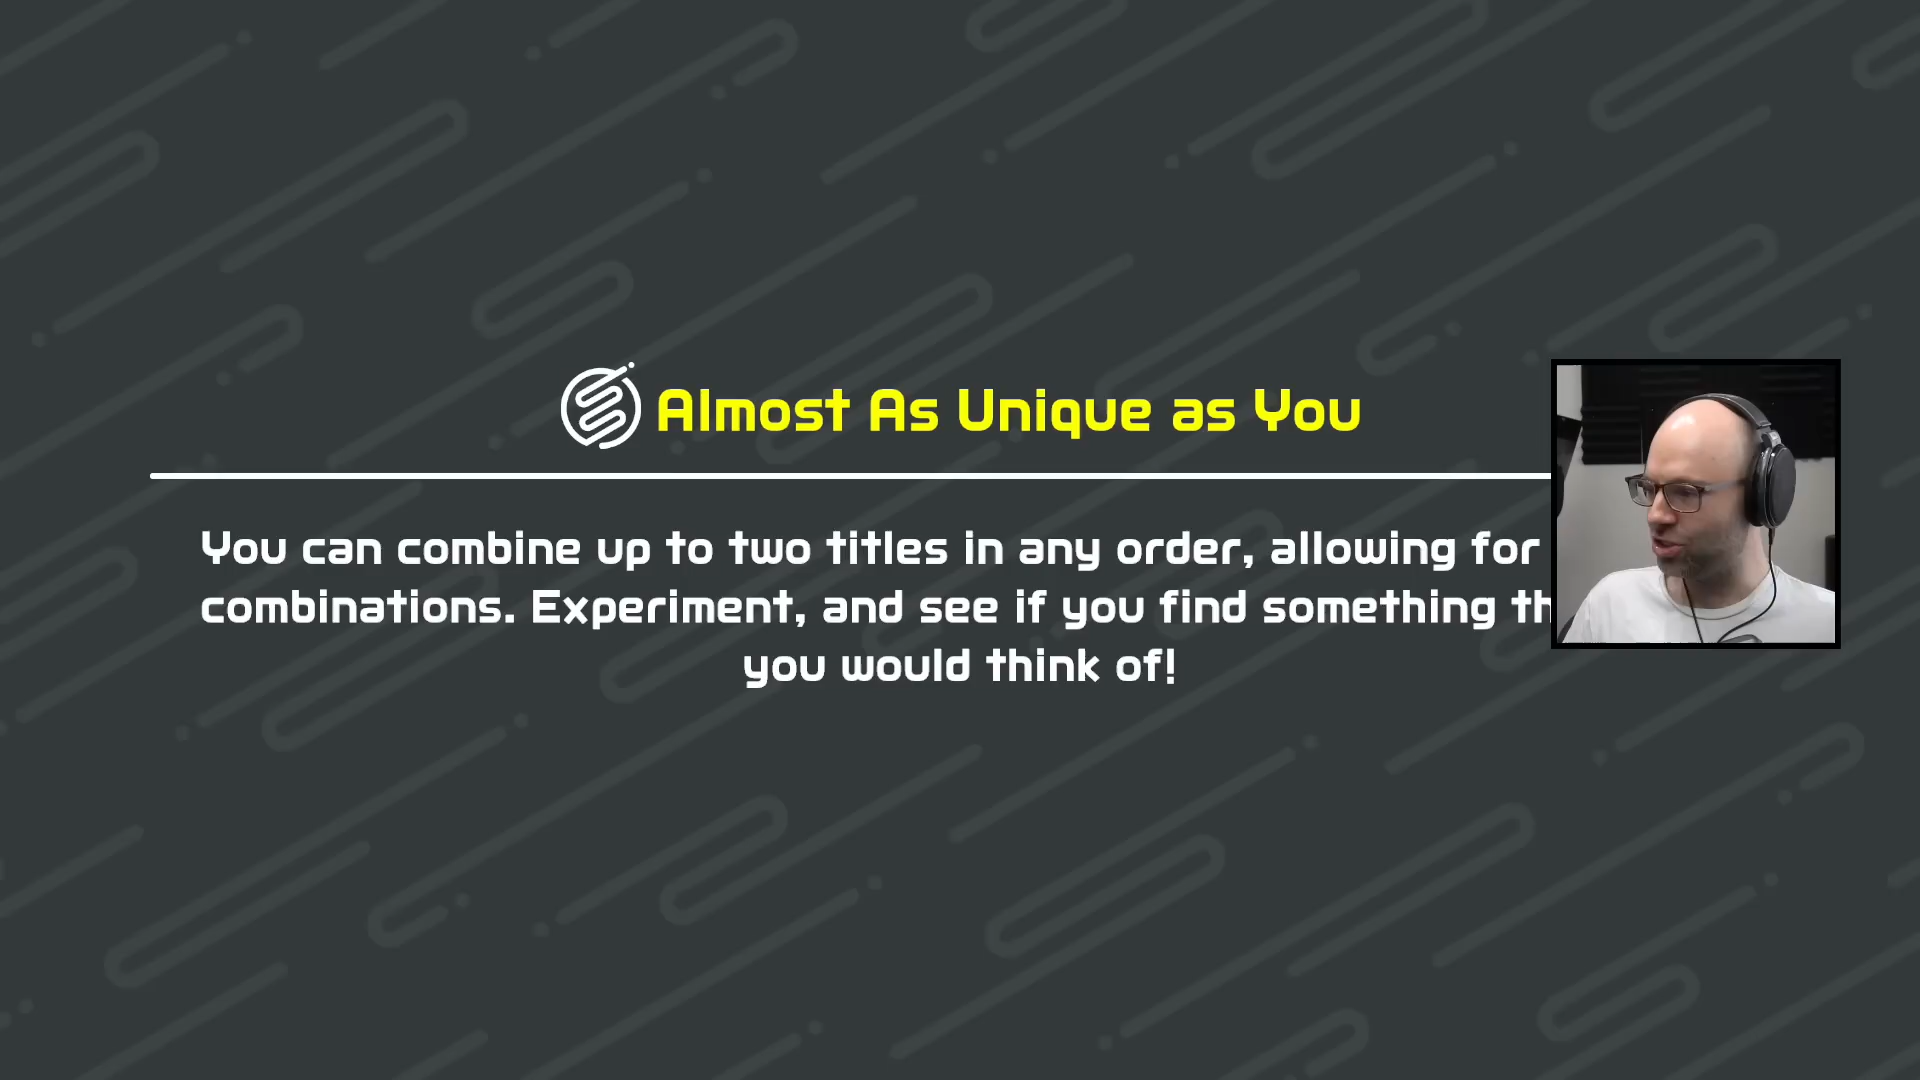 Almost As Unique as You
You can combine up to two titles in any order, allowing for
combinations. Experiment, and see if you find something
you would think of!